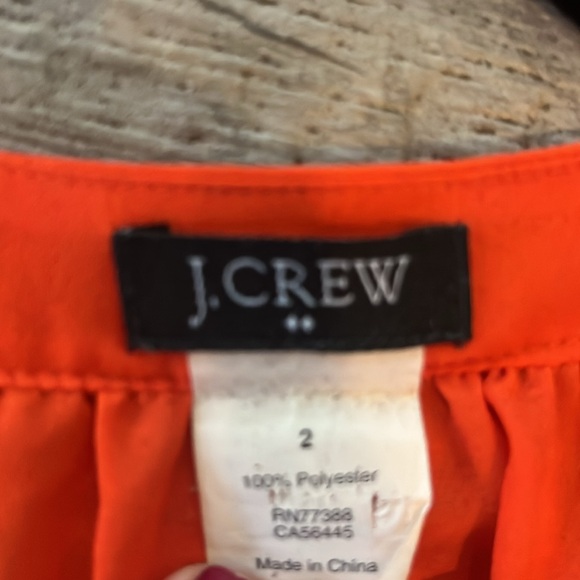 J.CREW
2
100% Polyester
RN77388
CA56445
Made in China